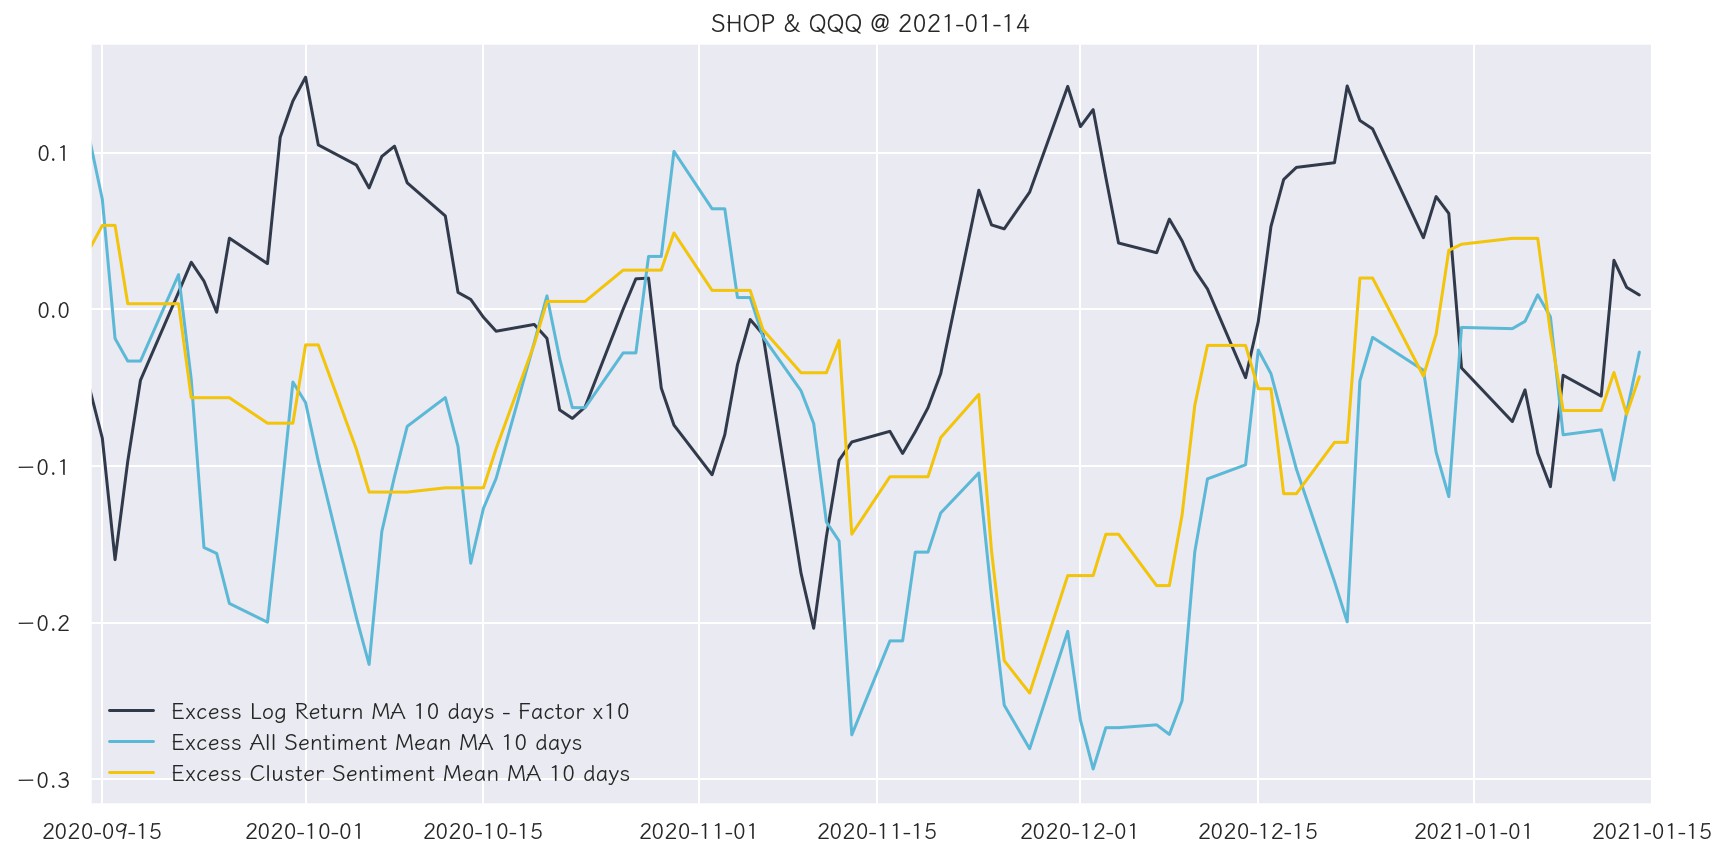 SHOP & QQQ @ 2021-01-14
0.1
0.0
−0.1
−0.2
−0.3
Excess Log Return MA 10 days - Factor x10
Excess All Sentiment Mean MA 10 days
Excess Cluster Sentiment Mean MA 10 days
2020-09-15 2020-10-01 2020-10-15 2020-11-01 2020-11-15 2020-12-01 2020-12-15 2021-01-01 2021-01-15